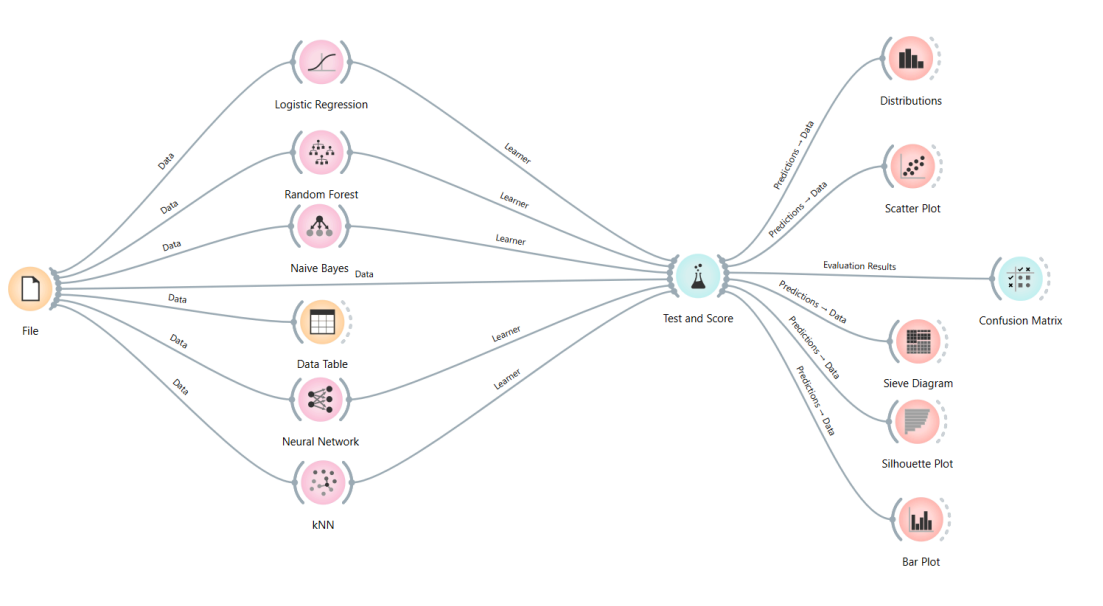 Logistic Regression
Random Forest
Naive Bayes
Data
Data Table
Neural Network
kNN
File
Data
Data
Data
Data
Data
Data
Learner
Learner
Learner
Learner
Learner
Test and Score
Predictions → Data
Predictions → Data
Evaluation Results
Predictions → Data
Predictions → Data
Predictions → Data
Distributions
Scatter Plot
Confusion Matrix
Sieve Diagram
Silhouette Plot
Bar Plot